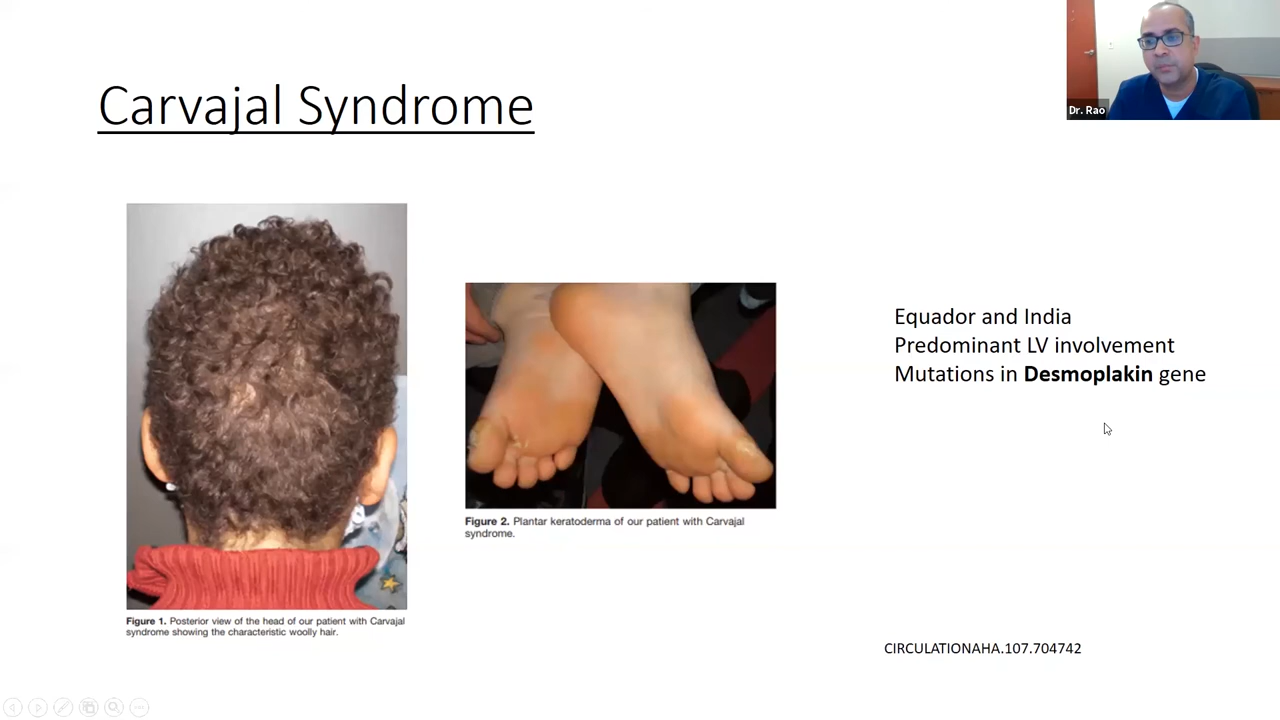 Carvajal Syndrome
Dr. Rao
Equador and India
Predominant LV involvement
Mutations in Desmoplakin gene
Figure 2. Plantar keratoderma of our patient with Carvajal
syndrome.
Figure 1. Posterior view of the head of our patient with Carvajal
syndrome showing the characteristic woolly hair.
CIRCULATIONAHA.107.704742